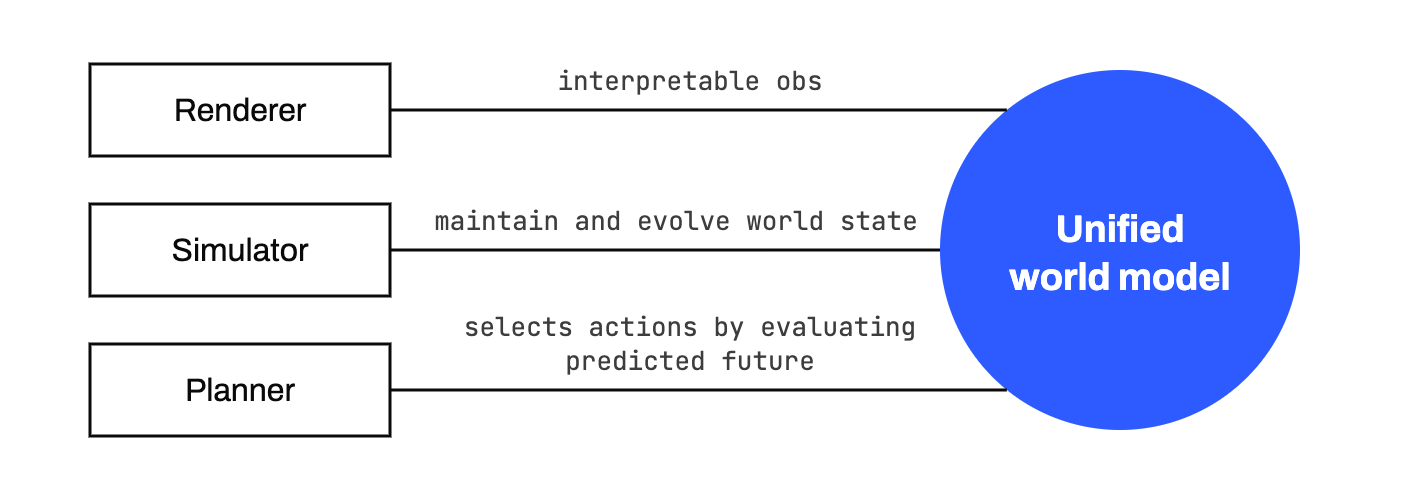 interpretable obs
Renderer
maintain and evolve world state
Simulator
Unified
world model
selects actions by evaluating
predicted future
Planner